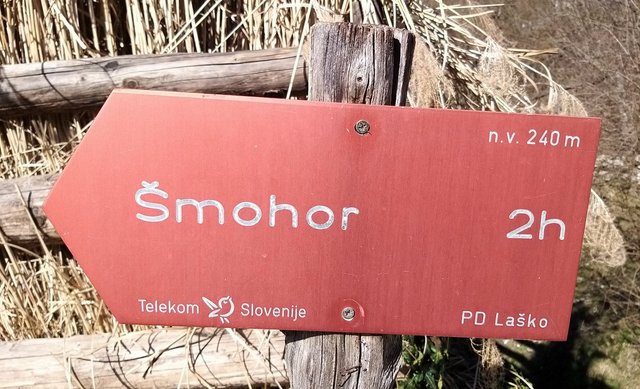 n.v. 240 m
Šmohor 2h
Telekom Slovenije PD Laško